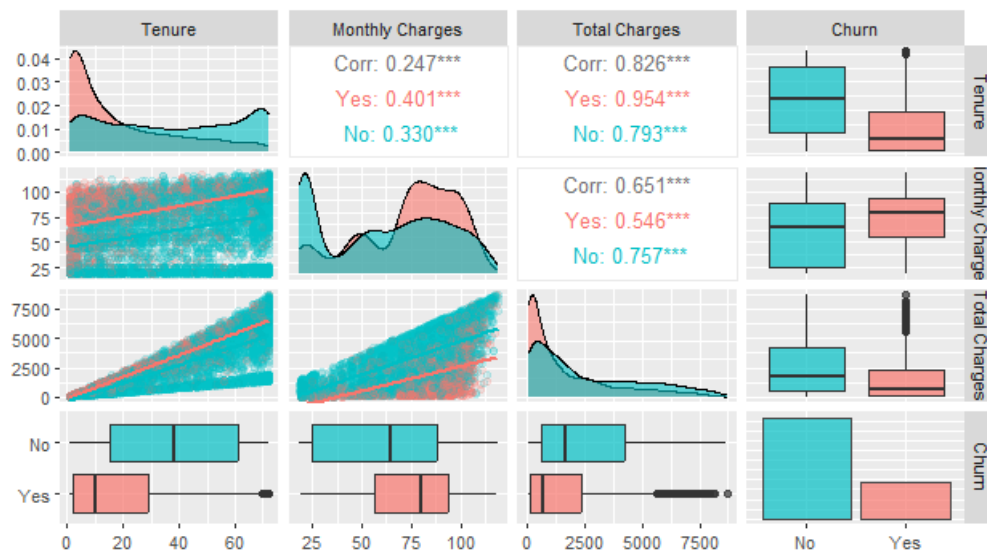 Tenure Monthly Charges Total Charges Churn
0.04
0.03
0.02
0.01
0.00
Corr: 0.247***
Yes: 0.401***
No: 0.330***
Corr: 0.826***
Yes: 0.954***
No: 0.793***
Tenure
100
75
50
25
Corr: 0.651***
Yes: 0.546***
No: 0.757***
onthly Charge
7500
5000
2500
0
Total Charges
No
Yes
Churn
0 20 40 60 25 50 75 100 0 2500 5000 7500 No Yes